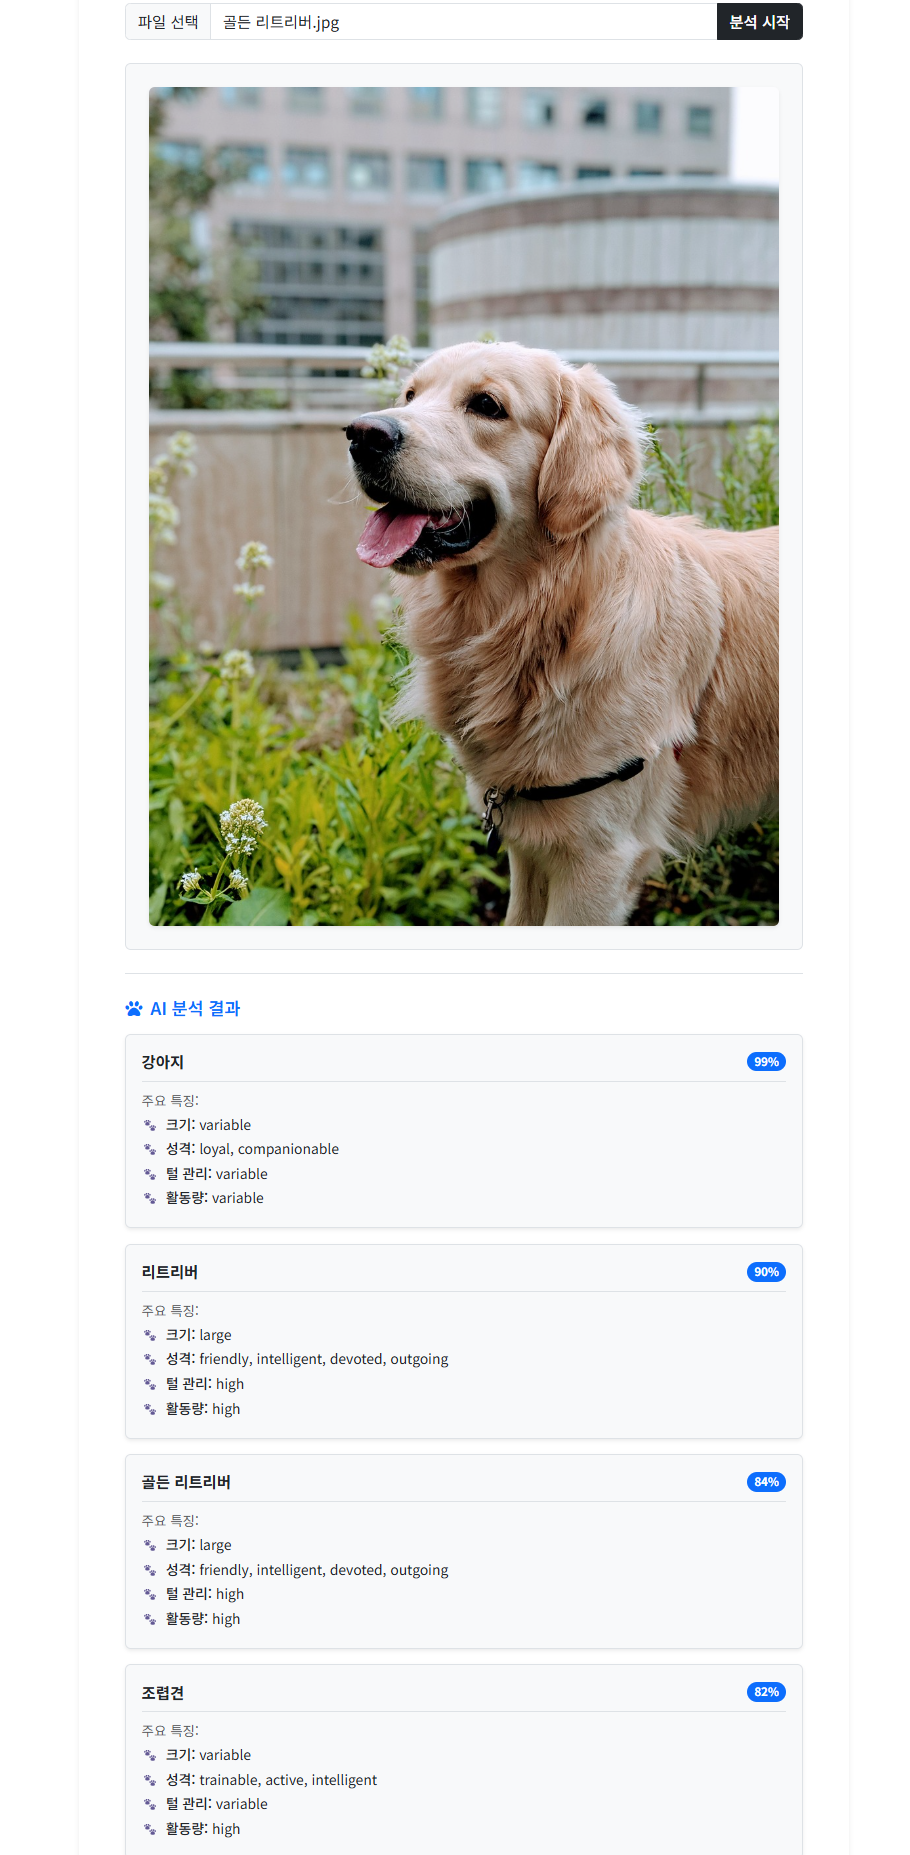 파일 선택 골든 리트리버.jpg 분석 시작
AI 분석 결과
강아지 99%
주요 특징:
크기: variable
성격: loyal, companionable
털 관리: variable
활동량: variable
리트리버 90%
주요 특징:
크기: large
성격: friendly, intelligent, devoted, outgoing
털 관리: high
활동량: high
골든 리트리버 84%
주요 특징:
크기: large
성격: friendly, intelligent, devoted, outgoing
털 관리: high
활동량: high
조렵견 82%
주요 특징:
크기: variable
성격: trainable, active, intelligent
털 관리: variable
활동량: high